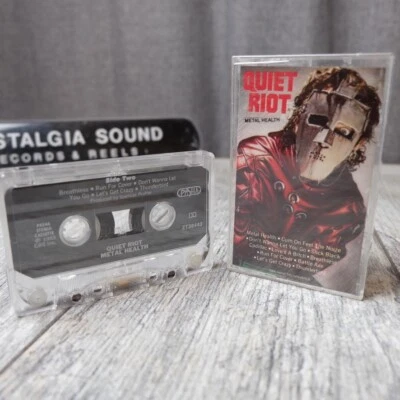 STALGIA SOUND
ECORDS & REELS
Side Two
Breathless • Run For Cover • Don't Wanna Let
You Go • Let's Get Crazy • Thunderbird
QUIET RIOT
METAL HEALTH
QUIET
RIOT
METAL HEALTH
Metal Health • Cum On Feel The Noize
Don't Wanna Let You Go • Slick Black
Cadillac • Love's A Bitch • Breathless
Run For Cover • Battle Axe
Let's Get Crazy • Thunderbird